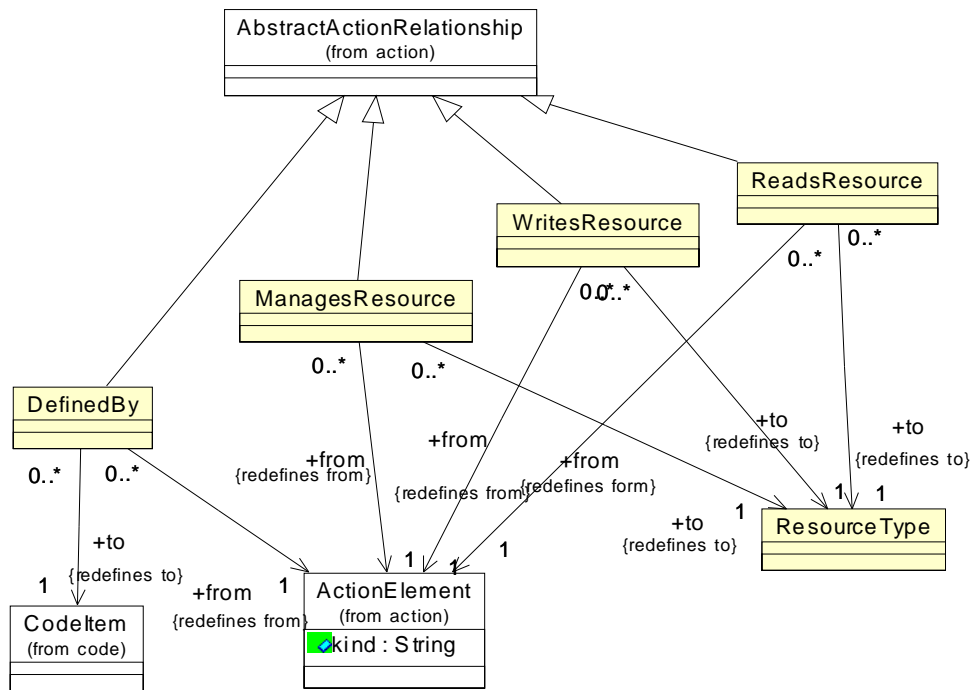 AbstractActionRelationship
(from action)
ReadsResource
WritesResource
0..*
0..*
ManagesResource
0..*
0..*
0..*
0..*
DefinedBy
+to
+to
+from
+from
+from
{redefines to}
{redefines to}
0..*
0..*
{redefines from}
{redefines from}
{redefines form}
1
1
1
+to
ResourceType
+to
1
{redefines to}
1
1
{redefines to}
1
+from
1
ActionElement
CodeItem
{redefines from}
(from action)
(from code)
kind : String